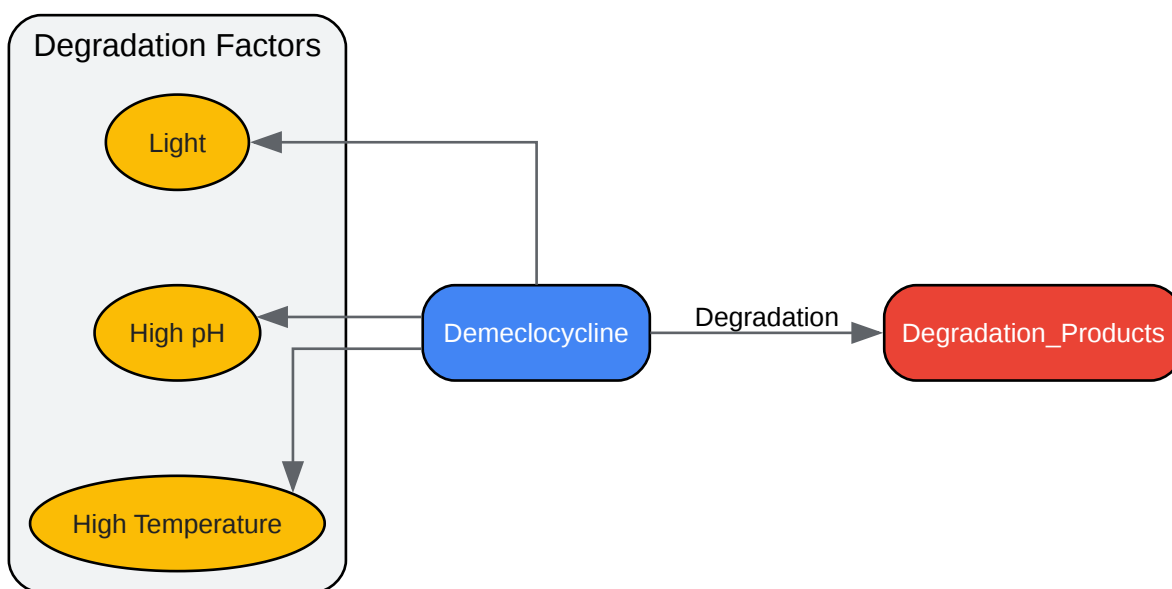 Degradation Factors
Light
High pH
High Temperature
Demeclocycline
Degradation
Degradation_Products